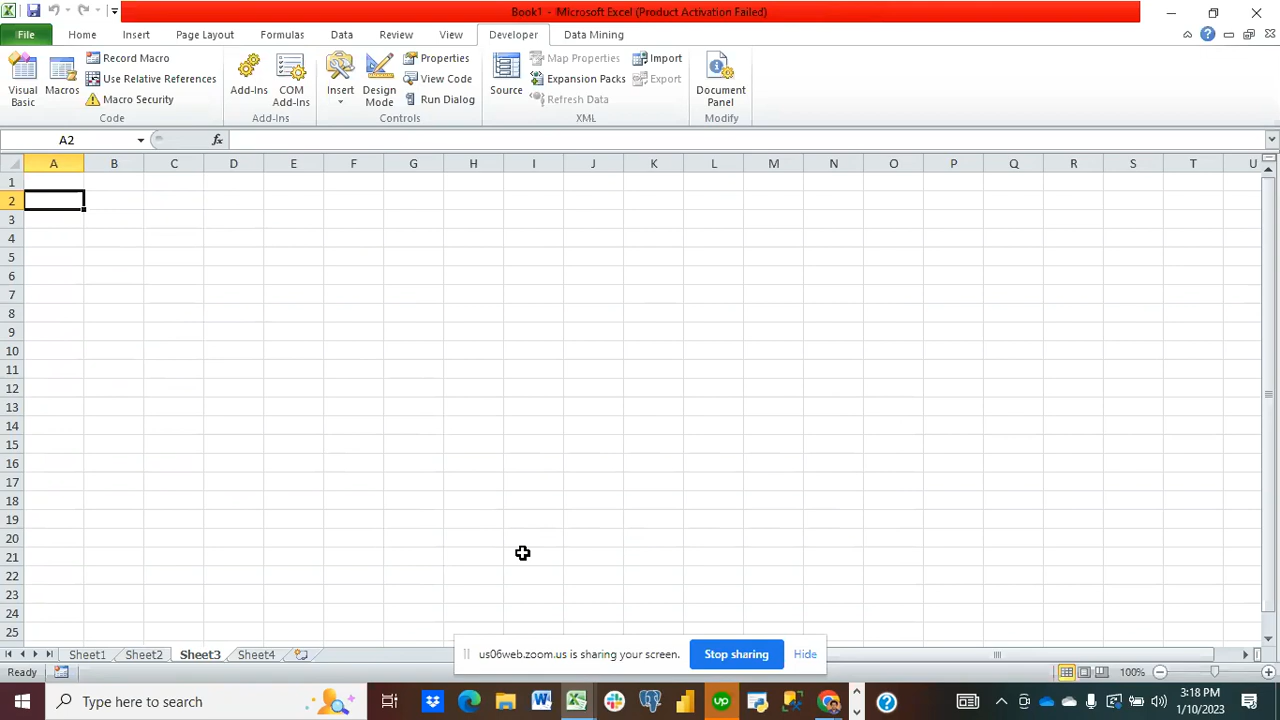 Book1 - Microsoft Excel (Product Activation Failed)
File Home Insert Page Layout Formulas Data Review View Developer Data Mining
Visual Basic
Macros
Record Macro
Use Relative References
Macro Security
Code
Add-Ins
COM Add-Ins
Add-Ins
Insert
Design Mode
Properties
View Code
Run Dialog
Controls
Source
Map Properties
Expansion Packs
Refresh Data
Import
Export
XML
Document Panel
Modify
A2 fx
A B C D E F G H I J K L M N O P Q R S T U
1
2
3
4
5
6
7
8
9
10
11
12
13
14
15
16
17
18
19
20
21
22
23
24
25
us06web.zoom.us is sharing your screen. Stop sharing Hide
Sheet1 Sheet2 Sheet3 Sheet4
Ready 100%
Type here to search
up
3:18 PM
1/10/2023